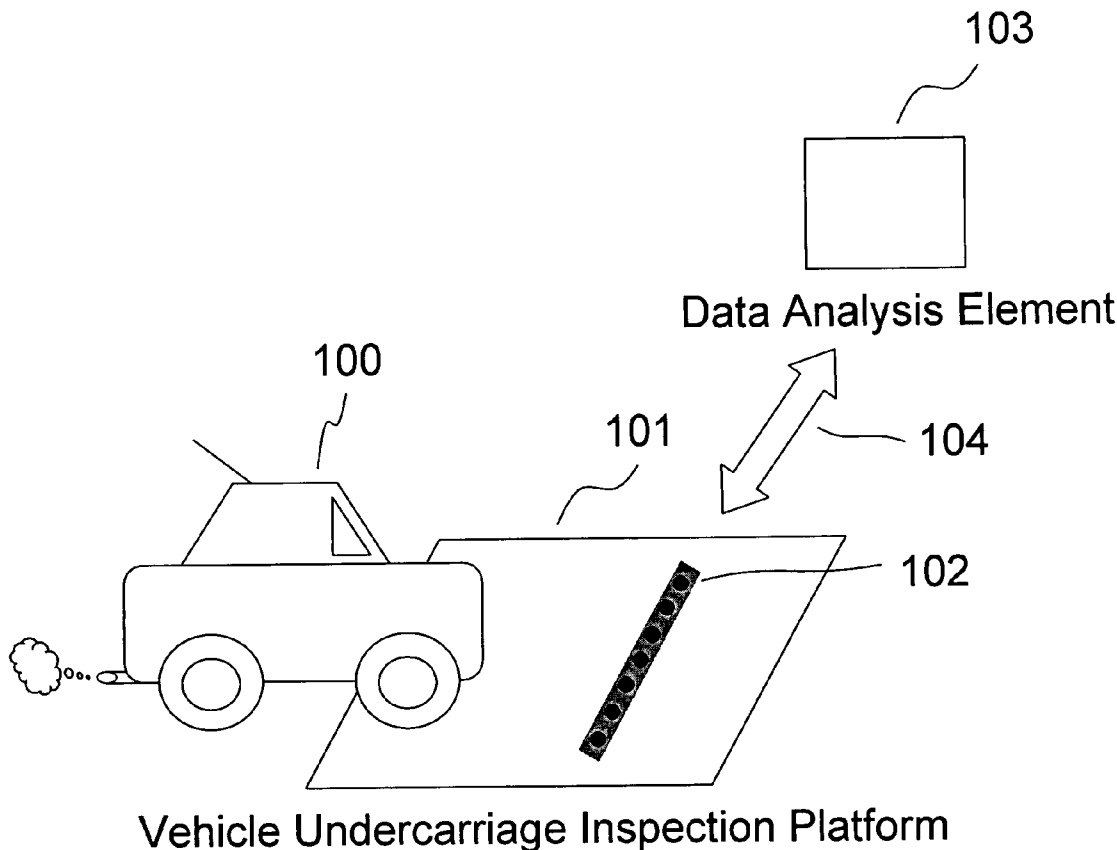 103
Data Analysis Element
100
101
104
102
Vehicle Undercarriage Inspection Platform